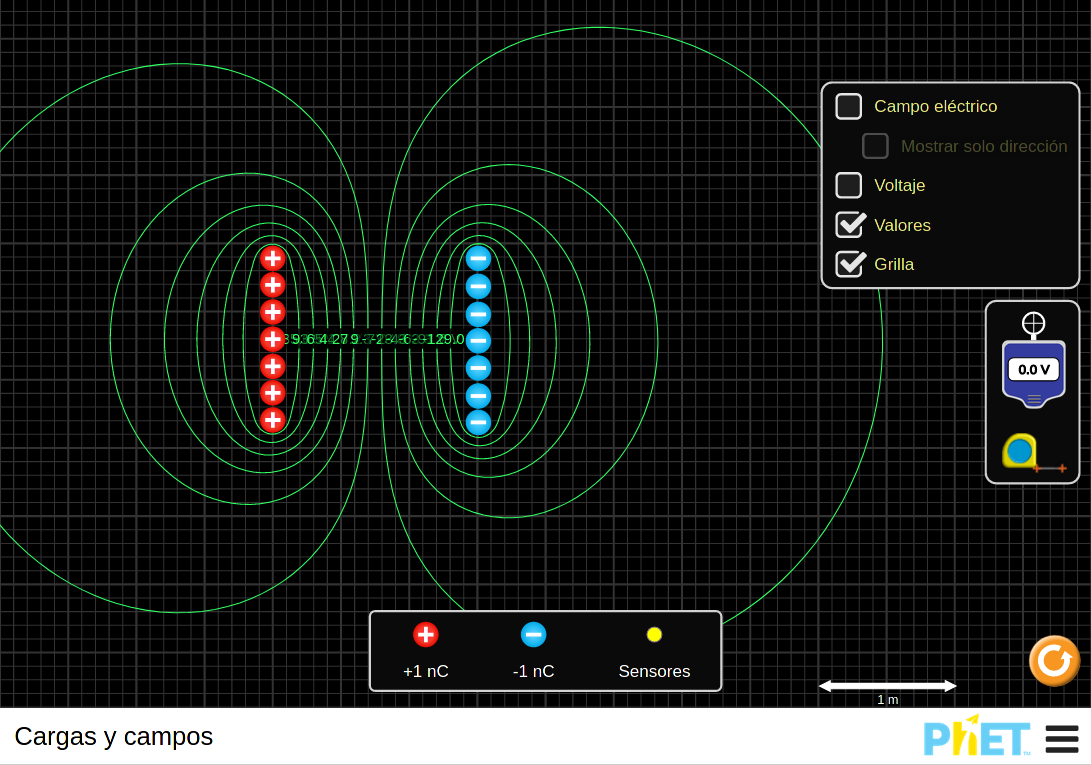 Campo eléctrico
Mostrar solo dirección
Voltaje
Valores
Grilla
0.0 V
+1 nC
-1 nC
Sensores
1 m
Cargas y campos
PhET